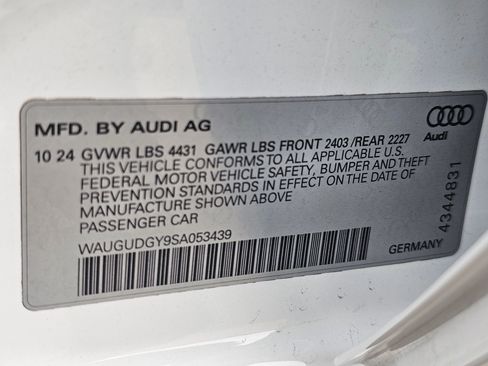 MFD. BY AUDI AG
10 24 GVWR LBS 4431 GAWR LBS FRONT 2403 /REAR 2227
THIS VEHICLE CONFORMS TO ALL APPLICABLE U.S.
FEDERAL MOTOR VEHICLE SAFETY, BUMPER AND THEFT
PREVENTION STANDARDS IN EFFECT ON THE DATE OF
MANUFACTURE SHOWN ABOVE
PASSENGER CAR
WAUGUDGY9SA053439
Audi
4344831
GERMANY